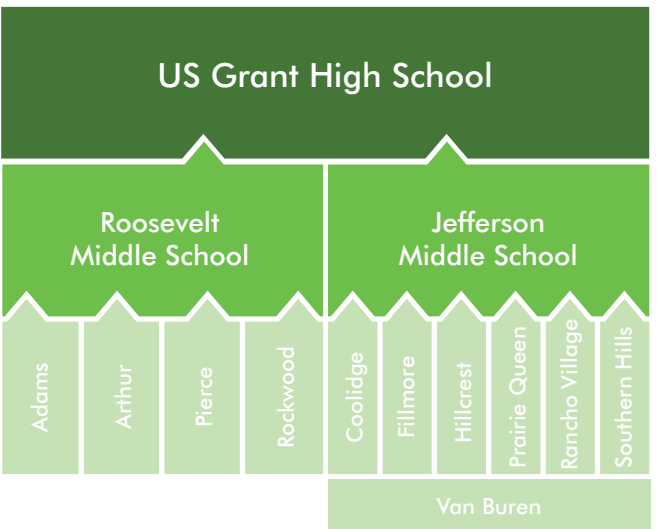 US Grant High School
Roosevelt
Middle School
Jefferson
Middle School
Adams
Arthur
Pierce
Rockwood
Coolidge
Fillmore
Hillcrest
Prairie Queen
Rancho Village
Southern Hills
Van Buren